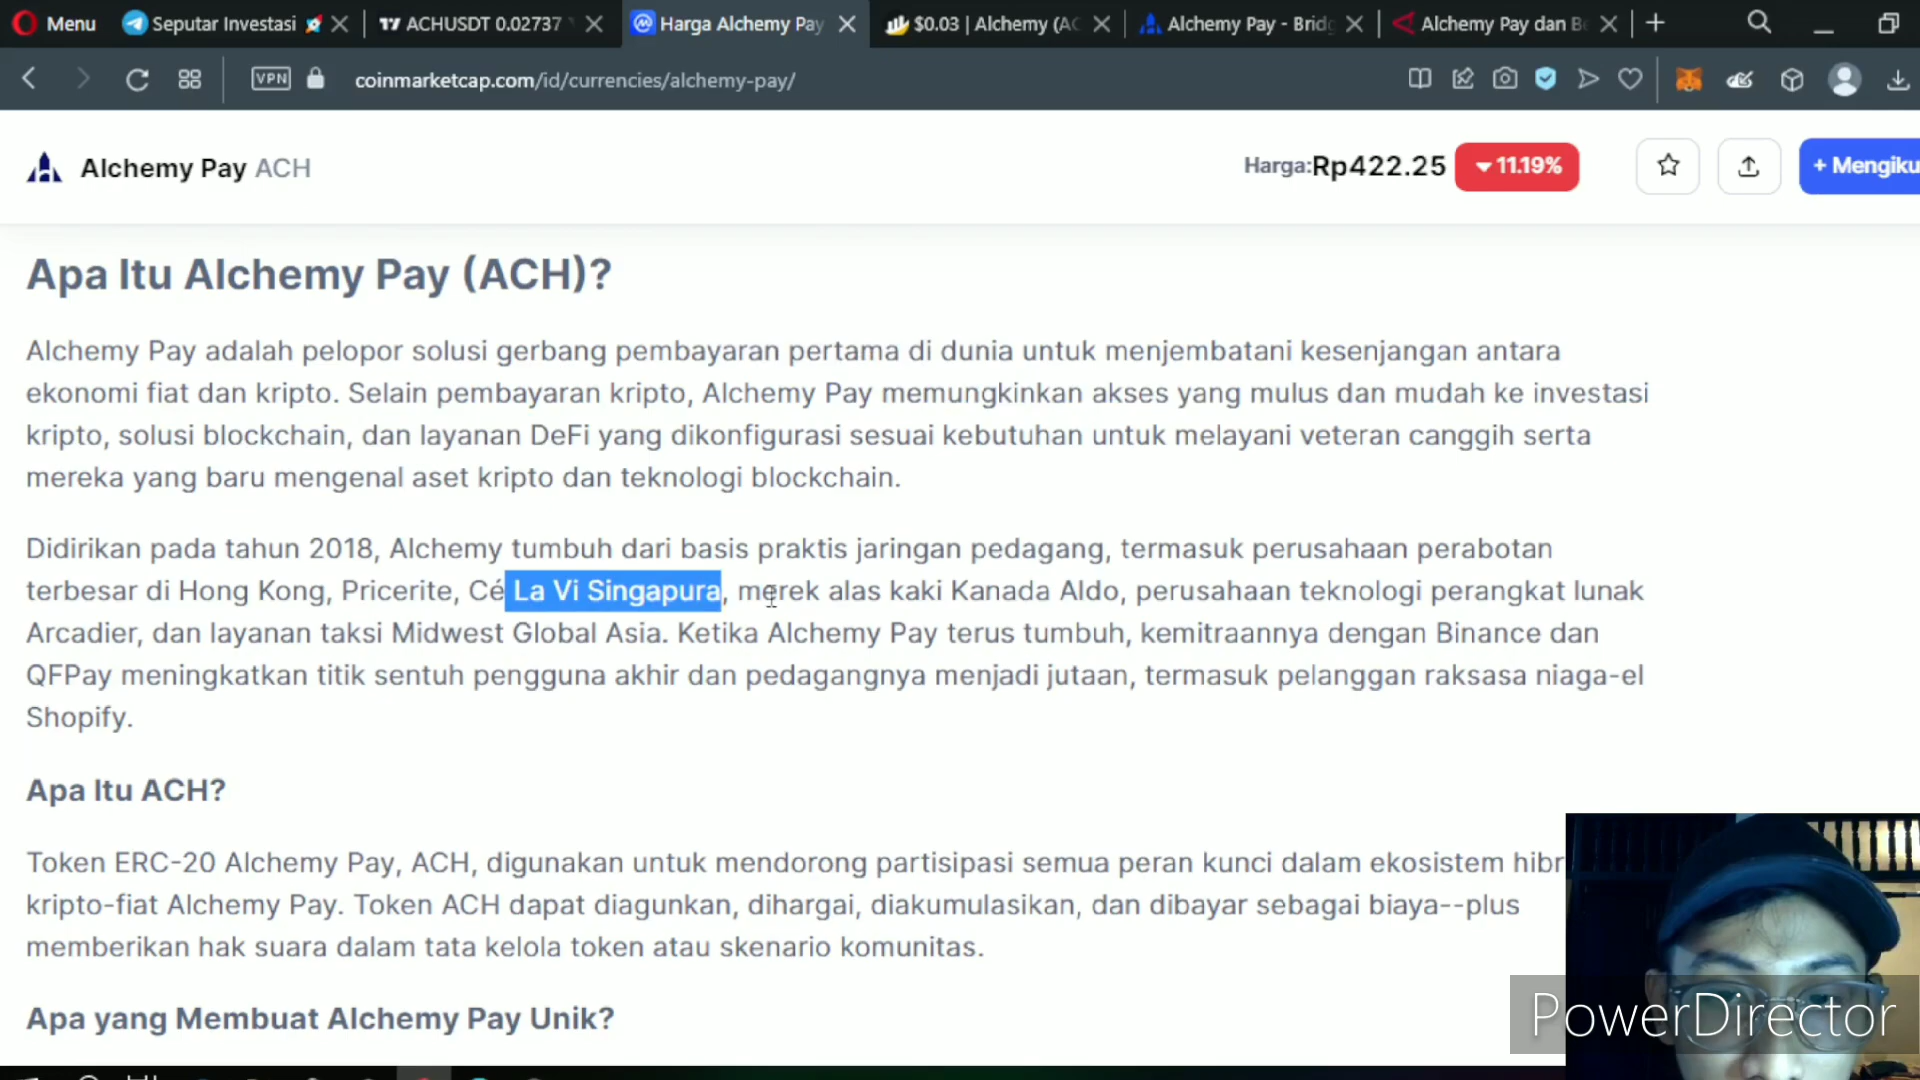 Menu
Seputar Investasi
ACHUSDT 0.02737
Harga Alchemy Pay
$0.03 | Alchemy (AC
Alchemy Pay - Bridg
Alchemy Pay dan Be
VPN
coinmarketcap.com/id/currencies/alchemy-pay/
Alchemy Pay ACH
Harga:Rp422.25
11.19%
+ Mengiku
Apa Itu Alchemy Pay (ACH)?
Alchemy Pay adalah pelopor solusi gerbang pembayaran pertama di dunia untuk menjembatani kesenjangan antara
ekonomi fiat dan kripto. Selain pembayaran kripto, Alchemy Pay memungkinkan akses yang mulus dan mudah ke investasi
kripto, solusi blockchain, dan layanan DeFi yang dikonfigurasi sesuai kebutuhan untuk melayani veteran canggih serta
mereka yang baru mengenal aset kripto dan teknologi blockchain.
Didirikan pada tahun 2018, Alchemy tumbuh dari basis praktis jaringan pedagang, termasuk perusahaan perabotan
terbesar di Hong Kong, Pricerite, Cé La Vi Singapura, merek alas kaki Kanada Aldo, perusahaan teknologi perangkat lunak
Arcadier, dan layanan taksi Midwest Global Asia. Ketika Alchemy Pay terus tumbuh, kemitraannya dengan Binance dan
QFPay meningkatkan titik sentuh pengguna akhir dan pedagangnya menjadi jutaan, termasuk pelanggan raksasa niaga-el
Shopify.
Apa Itu ACH?
Token ERC-20 Alchemy Pay, ACH, digunakan untuk mendorong partisipasi semua peran kunci dalam ekosistem hibr
kripto-fiat Alchemy Pay. Token ACH dapat diagunkan, dihargai, diakumulasikan, dan dibayar sebagai biaya--plus
memberikan hak suara dalam tata kelola token atau skenario komunitas.
Apa yang Membuat Alchemy Pay Unik?
PowerDirector